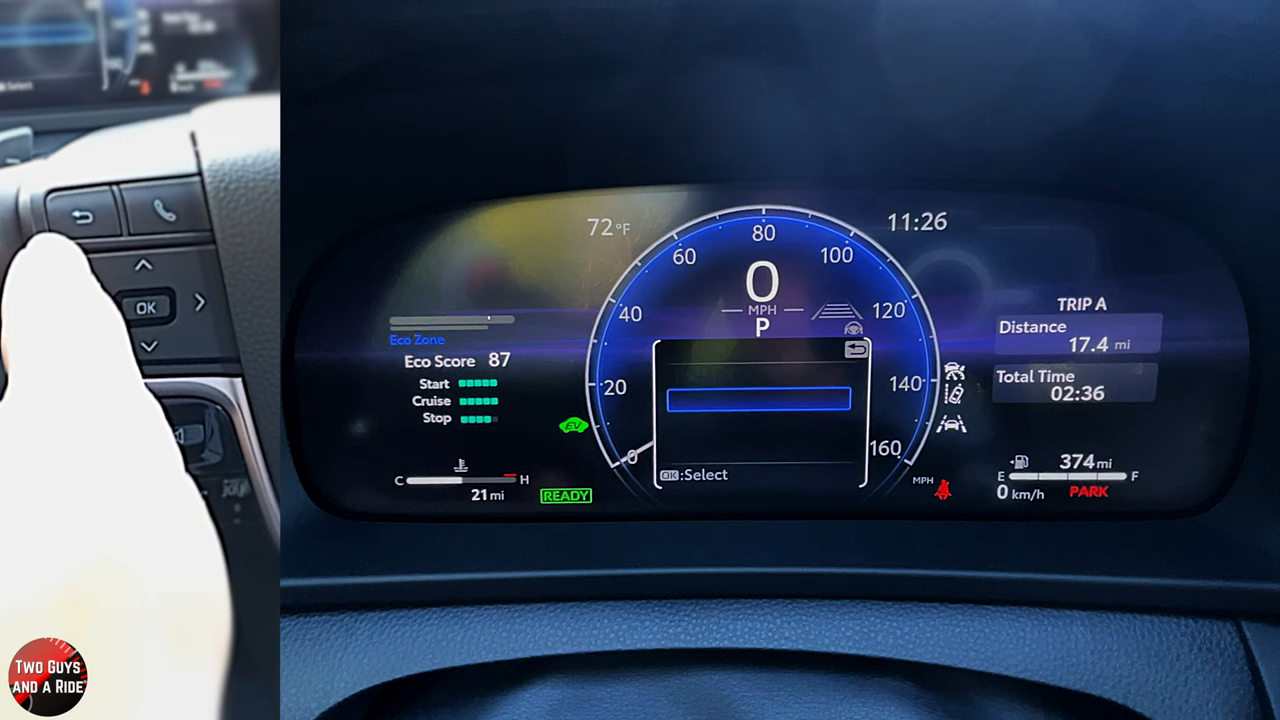 Select
OK
72°F
11:26
0
20
40
60
80
100
120
140
160
0
MPH
P
Eco Zone
Eco Score 87
Start
Cruise
Stop
EV
C H
21 mi
READY
OK:Select
MPH
TRIP A
Distance
17.4 mi
Total Time
02:36
374 mi
E F
0 km/h
PARK
TWO GUYS
AND A RIDE